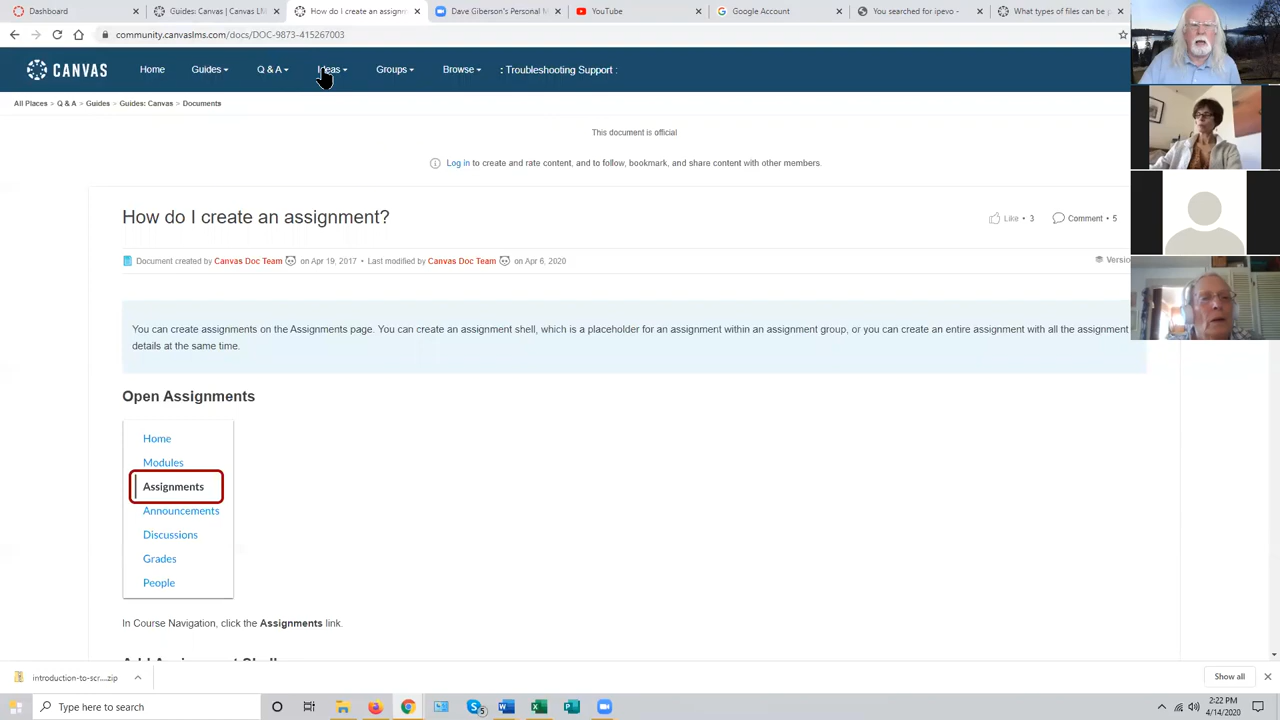 Dashboard
Guides - Canvas LM
How do I create an assignment?
Dave Giberson's Personal M
YouTube
Google Account
You searched for ipevo -
What types of files can be p
community.canvaslms.com/docs/DOC-9873-415267003
CANVAS
Home
Guides
Q & A
Ideas
Groups
Browse
: Troubleshooting Support :
All Places > Q & A > Guides > Guides: Canvas > Documents
This document is official
Log in to create and rate content, and to follow, bookmark, and share content with other members.
How do I create an assignment?
Like • 3
Comment • 5
Document created by Canvas Doc Team on Apr 19, 2017 • Last modified by Canvas Doc Team on Apr 6, 2020
Versio
You can create assignments on the Assignments page. You can create an assignment shell, which is a placeholder for an assignment within an assignment group, or you can create an entire assignment with all the assignment
details at the same time.
Open Assignments
Home
Modules
Assignments
Announcements
Discussions
Grades
People
In Course Navigation, click the Assignments link.
Add Assignment Shell
introduction-to-scr....zip
Show all
Type here to search
5
2:22 PM
4/14/2020